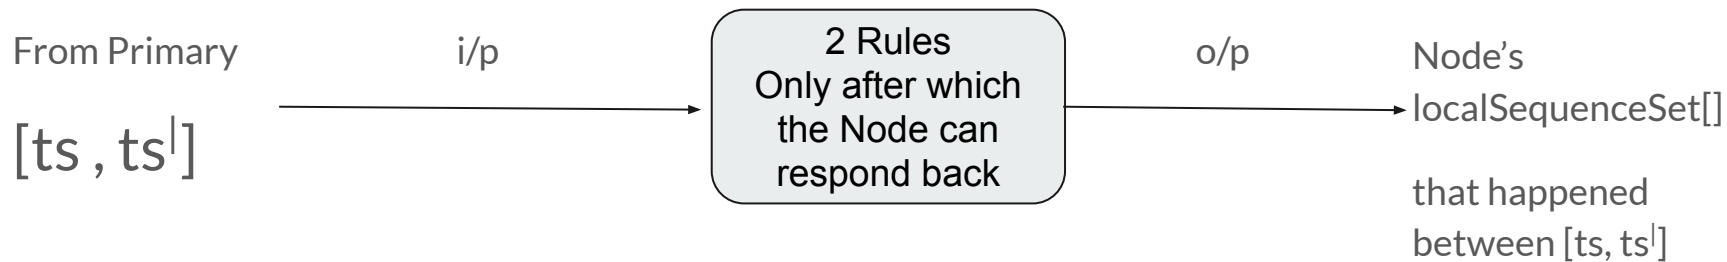 From Primary
[ts , ts|]
i/p
2 Rules
Only after which
the Node can
respond back
o/p
Node’s
localSequenceSet[]
that happened
between [ts, ts|]